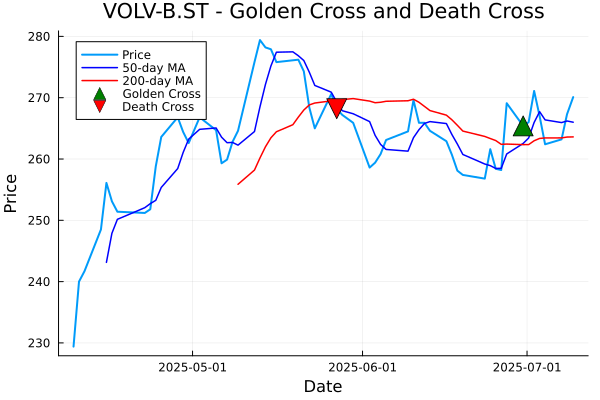 VOLV-B.ST - Golden Cross and Death Cross
280
270
260
250
240
230
Price
Price
50-day MA
200-day MA
Golden Cross
Death Cross
2025-05-01
2025-06-01
2025-07-01
Date